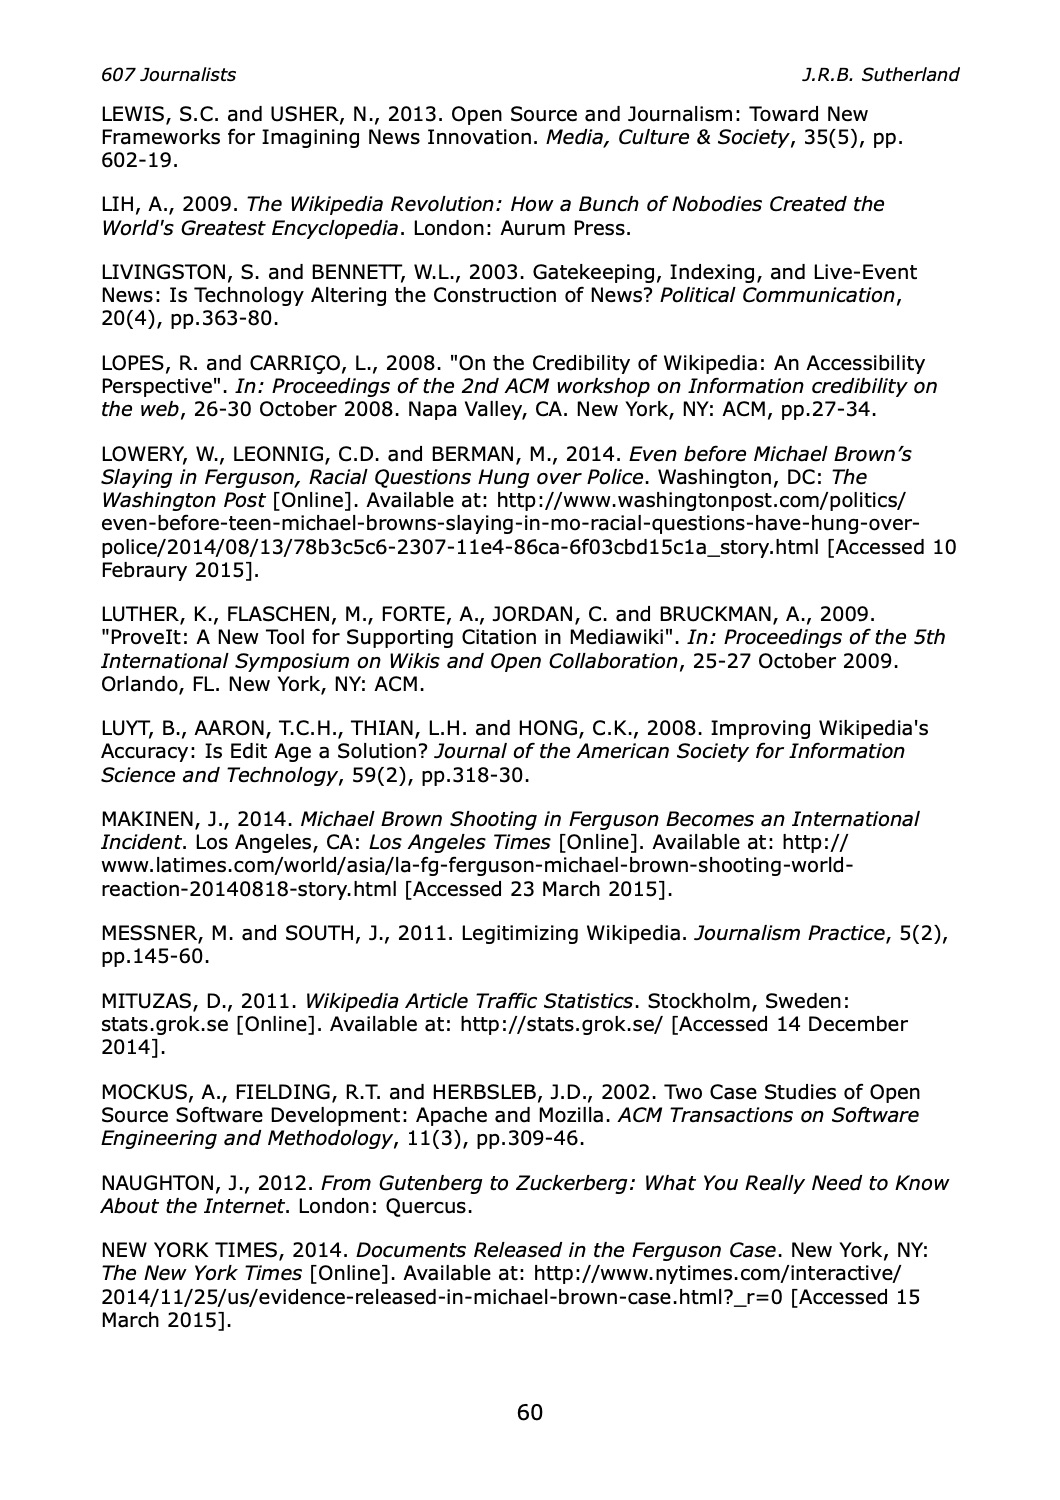 607 Journalists J.R.B. Sutherland
LEWIS, S.C. and USHER, N., 2013. Open Source and Journalism: Toward New
Frameworks for Imagining News Innovation. Media, Culture & Society, 35(5), pp.
602-19.
LIH, A., 2009. The Wikipedia Revolution: How a Bunch of Nobodies Created the
World's Greatest Encyclopedia. London: Aurum Press.
LIVINGSTON, S. and BENNETT, W.L., 2003. Gatekeeping, Indexing, and Live-Event
News: Is Technology Altering the Construction of News? Political Communication,
20(4), pp.363-80.
LOPES, R. and CARRIÇO, L., 2008. "On the Credibility of Wikipedia: An Accessibility
Perspective". In: Proceedings of the 2nd ACM workshop on Information credibility on
the web, 26-30 October 2008. Napa Valley, CA. New York, NY: ACM, pp.27-34.
LOWERY, W., LEONNIG, C.D. and BERMAN, M., 2014. Even before Michael Brown’s
Slaying in Ferguson, Racial Questions Hung over Police. Washington, DC: The
Washington Post [Online]. Available at: http://www.washingtonpost.com/politics/
even-before-teen-michael-browns-slaying-in-mo-racial-questions-have-hung-over-
police/2014/08/13/78b3c5c6-2307-11e4-86ca-6f03cbd15c1a_story.html [Accessed 10
Febraury 2015].
LUTHER, K., FLASCHEN, M., FORTE, A., JORDAN, C. and BRUCKMAN, A., 2009.
"ProveIt: A New Tool for Supporting Citation in Mediawiki". In: Proceedings of the 5th
International Symposium on Wikis and Open Collaboration, 25-27 October 2009.
Orlando, FL. New York, NY: ACM.
LUYT, B., AARON, T.C.H., THIAN, L.H. and HONG, C.K., 2008. Improving Wikipedia's
Accuracy: Is Edit Age a Solution? Journal of the American Society for Information
Science and Technology, 59(2), pp.318-30.
MAKINEN, J., 2014. Michael Brown Shooting in Ferguson Becomes an International
Incident. Los Angeles, CA: Los Angeles Times [Online]. Available at: http://
www.latimes.com/world/asia/la-fg-ferguson-michael-brown-shooting-world-
reaction-20140818-story.html [Accessed 23 March 2015].
MESSNER, M. and SOUTH, J., 2011. Legitimizing Wikipedia. Journalism Practice, 5(2),
pp.145-60.
MITUZAS, D., 2011. Wikipedia Article Traffic Statistics. Stockholm, Sweden:
stats.grok.se [Online]. Available at: http://stats.grok.se/ [Accessed 14 December
2014].
MOCKUS, A., FIELDING, R.T. and HERBSLEB, J.D., 2002. Two Case Studies of Open
Source Software Development: Apache and Mozilla. ACM Transactions on Software
Engineering and Methodology, 11(3), pp.309-46.
NAUGHTON, J., 2012. From Gutenberg to Zuckerberg: What You Really Need to Know
About the Internet. London: Quercus.
NEW YORK TIMES, 2014. Documents Released in the Ferguson Case. New York, NY:
The New York Times [Online]. Available at: http://www.nytimes.com/interactive/
2014/11/25/us/evidence-released-in-michael-brown-case.html?_r=0 [Accessed 15
March 2015].
60